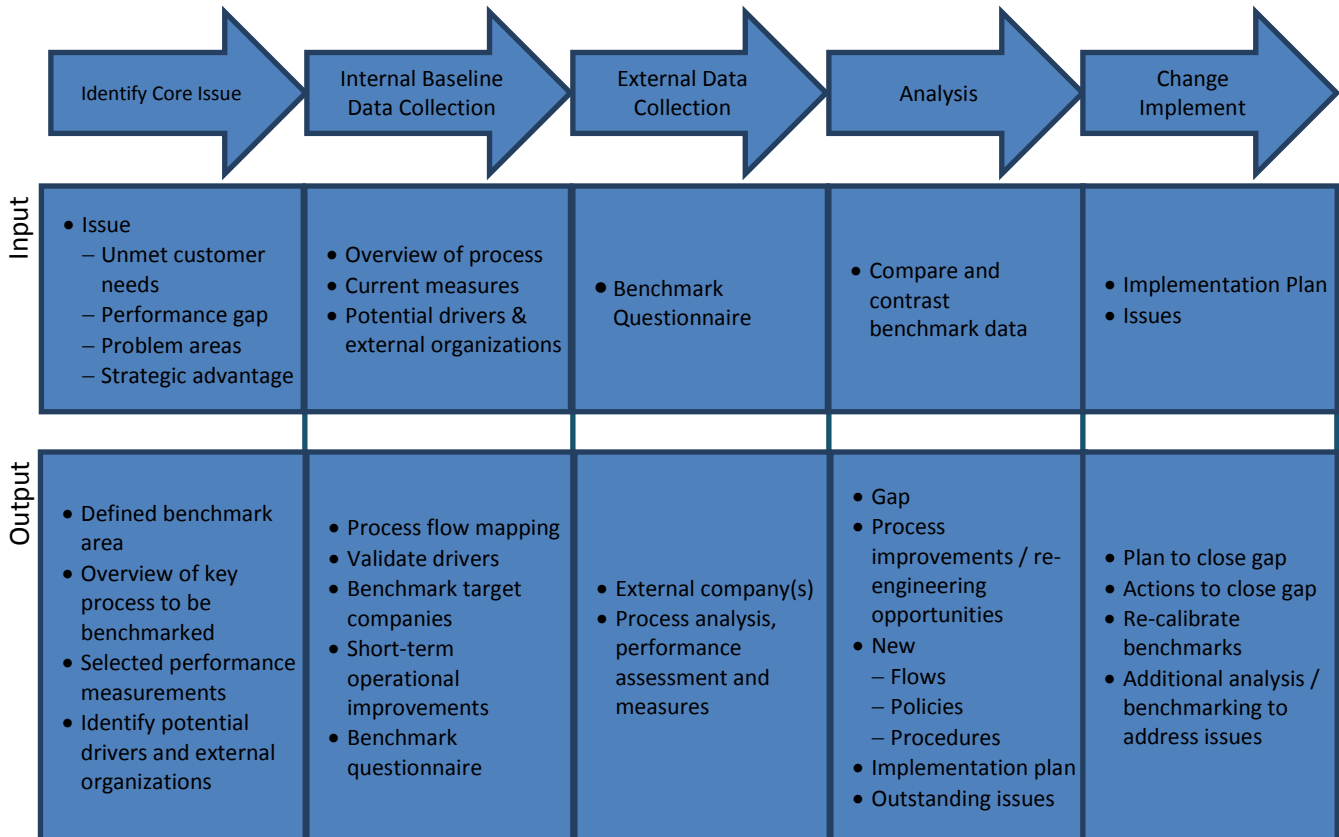 Identify Core Issue
Internal Baseline
Data Collection
External Data
Collection
Analysis
Change
Implement
Input
• Issue
– Unmet customer
needs
– Performance gap
– Problem areas
– Strategic advantage
• Overview of process
• Current measures
• Potential drivers &
external organizations
• Benchmark
Questionnaire
• Compare and
contrast
benchmark data
• Implementation Plan
• Issues
Output
• Defined benchmark
area
• Overview of key
process to be
benchmarked
• Selected performance
measurements
• Identify potential
drivers and external
organizations
• Process flow mapping
• Validate drivers
• Benchmark target
companies
• Short-term
operational
improvements
• Benchmark
questionnaire
• External company(s)
• Process analysis,
performance
assessment and
measures
• Gap
• Process
improvements / re-
engineering
opportunities
• New
– Flows
– Policies
– Procedures
• Implementation plan
• Outstanding issues
• Plan to close gap
• Actions to close gap
• Re-calibrate
benchmarks
• Additional analysis /
benchmarking to
address issues